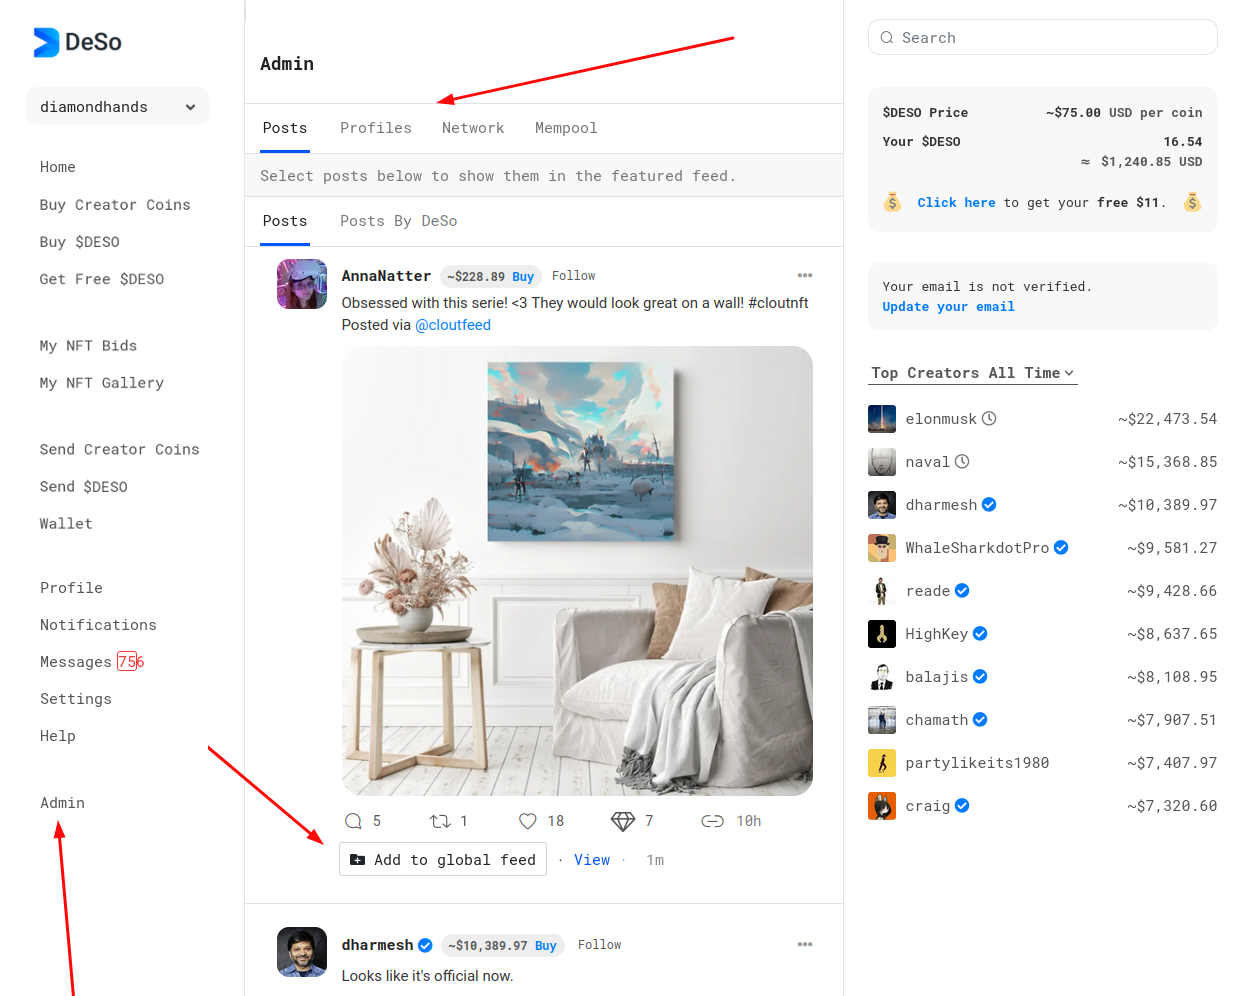 DeSo
diamondhands
Home
Buy Creator Coins
Buy $DESO
Get Free $DESO
My NFT Bids
My NFT Gallery
Send Creator Coins
Send $DESO
Wallet
Profile
Notifications
Messages 756
Settings
Help
Admin
Admin
Posts Profiles Network Mempool
Select posts below to show them in the featured feed.
Posts Posts By DeSo
AnnaNatter ~$228.89 Buy Follow
Obsessed with this serie! <3 They would look great on a wall! #cloutnft
Posted via @cloutfeed
5 1 18 7 10h
Add to global feed · View · 1m
dharmesh ~$10,389.97 Buy Follow
Looks like it's official now.
Search
$DESO Price ~$75.00 USD per coin
Your $DESO 16.54
≈ $1,240.85 USD
Click here to get your free $11.
Your email is not verified.
Update your email
Top Creators All Time
elonmusk ~$22,473.54
naval ~$15,368.85
dharmesh ~$10,389.97
WhaleSharkdotPro ~$9,581.27
reade ~$9,428.66
HighKey ~$8,637.65
balajis ~$8,108.95
chamath ~$7,907.51
partylikeits1980 ~$7,407.97
craig ~$7,320.60